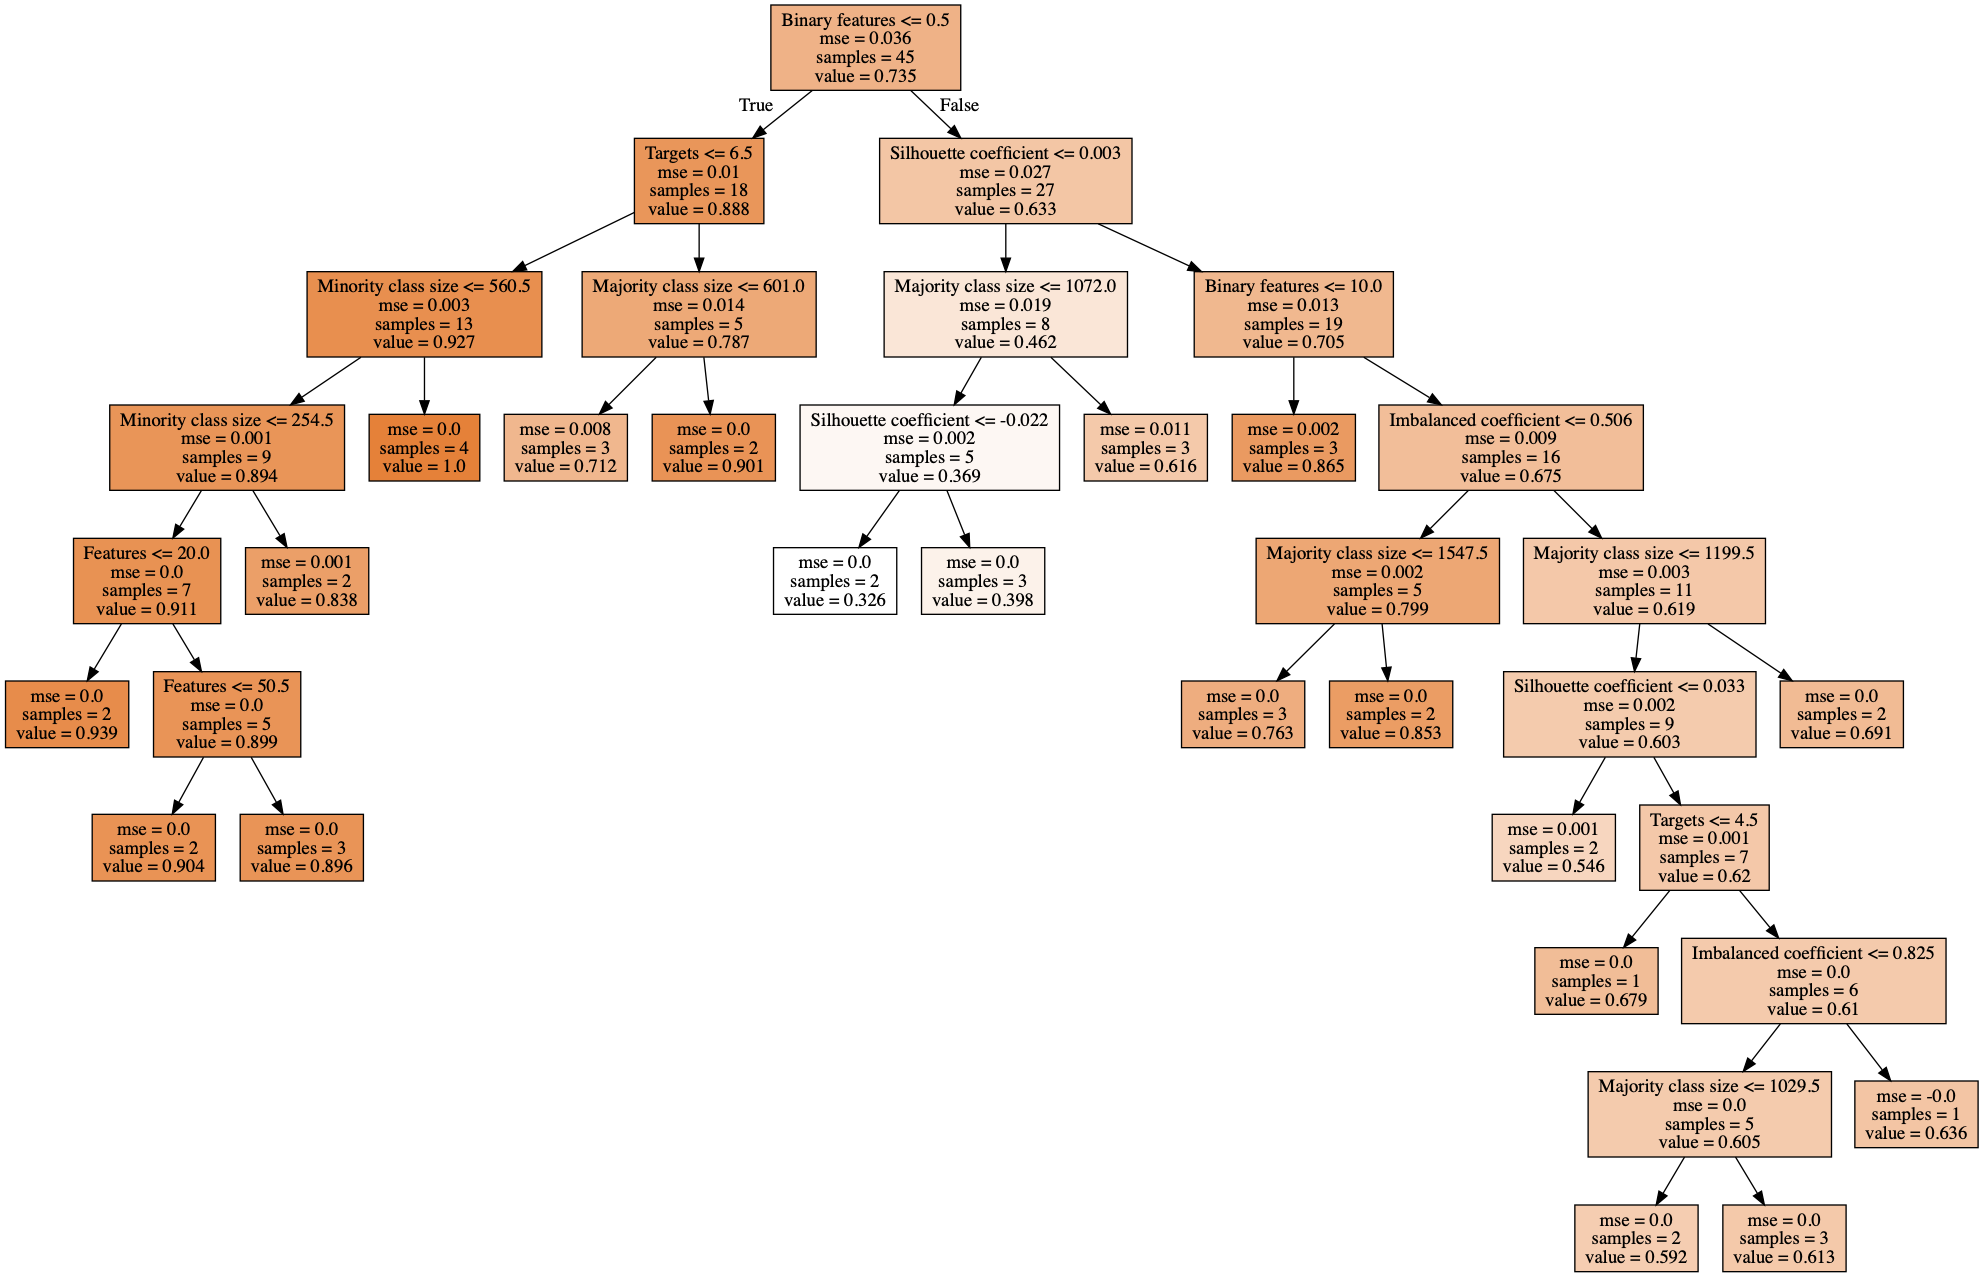 Binary features <= 0.5
mse = 0.036
samples = 45
value = 0.735
True
False
Targets <= 6.5
mse = 0.01
samples = 18
value = 0.888
Silhouette coefficient <= 0.003
mse = 0.027
samples = 27
value = 0.633
Minority class size <= 560.5
mse = 0.003
samples = 13
value = 0.927
Majority class size <= 601.0
mse = 0.014
samples = 5
value = 0.787
Majority class size <= 1072.0
mse = 0.019
samples = 8
value = 0.462
Binary features <= 10.0
mse = 0.013
samples = 19
value = 0.705
Minority class size <= 254.5
mse = 0.001
samples = 9
value = 0.894
mse = 0.0
samples = 4
value = 1.0
mse = 0.008
samples = 3
value = 0.712
mse = 0.0
samples = 2
value = 0.901
Silhouette coefficient <= -0.022
mse = 0.002
samples = 5
value = 0.369
mse = 0.011
samples = 3
value = 0.616
mse = 0.002
samples = 3
value = 0.865
Imbalanced coefficient <= 0.506
mse = 0.009
samples = 16
value = 0.675
Features <= 20.0
mse = 0.0
samples = 7
value = 0.911
mse = 0.001
samples = 2
value = 0.838
mse = 0.0
samples = 2
value = 0.326
mse = 0.0
samples = 3
value = 0.398
Majority class size <= 1547.5
mse = 0.002
samples = 5
value = 0.799
Majority class size <= 1199.5
mse = 0.003
samples = 11
value = 0.619
mse = 0.0
samples = 2
value = 0.939
Features <= 50.5
mse = 0.0
samples = 5
value = 0.899
mse = 0.0
samples = 3
value = 0.763
mse = 0.0
samples = 2
value = 0.853
Silhouette coefficient <= 0.033
mse = 0.002
samples = 9
value = 0.603
mse = 0.0
samples = 2
value = 0.691
mse = 0.0
samples = 2
value = 0.904
mse = 0.0
samples = 3
value = 0.896
mse = 0.001
samples = 2
value = 0.546
Targets <= 4.5
mse = 0.001
samples = 7
value = 0.62
mse = 0.0
samples = 1
value = 0.679
Imbalanced coefficient <= 0.825
mse = 0.0
samples = 6
value = 0.61
Majority class size <= 1029.5
mse = 0.0
samples = 5
value = 0.605
mse = -0.0
samples = 1
value = 0.636
mse = 0.0
samples = 2
value = 0.592
mse = 0.0
samples = 3
value = 0.613